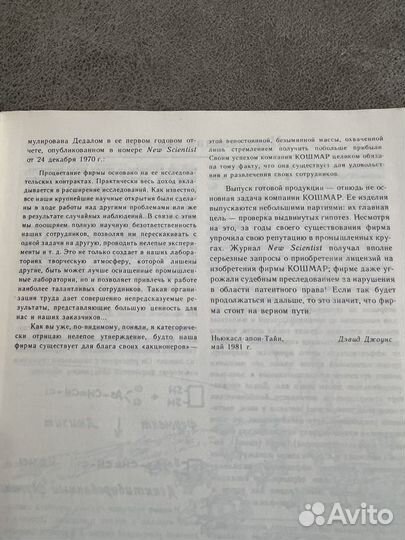 мулирована Дедалом в ее первом годовом от-
чете, опубликованном в номере New Scientist
от 24 декабря 1970 г.:
Процветание фирмы основано на ее исследова-
тельских контрактах. Практически весь доход вкла-
дывается в расширение исследований. Как известно,
все наши крупнейшие научные открытия были сдела-
ны в ходе работы над другими проблемами или же
в результате случайных наблюдений. В связи с этим
мы поощряем полную научную безответственность
наших сотрудников, позволяя им перескакивать с
одной задачи на другую, проводить нелепые экспери-
менты и т. д. Это не только создает в наших лабора-
ториях творческую атмосферу, которой лишены
другие, быть может лучше оснащенные промышлен-
ные лаборатории, но и позволяет привлечь к работе
наиболее талантливых сотрудников. Такая органи-
зация труда дает совершенно непредсказуемые ре-
зультаты, представляющие большую ценность для
нас и наших заказчиков...
Как вы уже, по-видимому, поняли, я категориче-
ски отрицаю нелепое утверждение, будто наша
фирма существует для блага своих «акционеров»—
этой неностоянной, безымянной массы, охваченной
лишь стремлением получить побольше прибыли.
Своим успехом компания КОШМАР целиком обяза-
на тому факту, что она существует для удовольст-
вия и развлечения своих сотрудников.
Выпуск готовой продукции — отнюдь не ос-
новная задача компании КОШМАР. Ее изделия
выпускаются небольшими партиями: их главная
цель — проверка выдвинутых гипотез. Несмотря
на это, за годы своего существования фирма
упрочила свою репутацию в промышленных кру-
гах. Журнал New Scientist получал вполне
серьезные запросы о приобретении лицензий на
изобретения фирмы КОШМАР; фирме даже уг-
рожали судебным преследованием за нарушения
в области патентного права! Если так будет
продолжаться и дальше, то это значит, что фир-
ма стоит на верном пути.
Ньюкасл-апон-Тайн,
май 1981 г.
Дэвид Джоунс
Avito